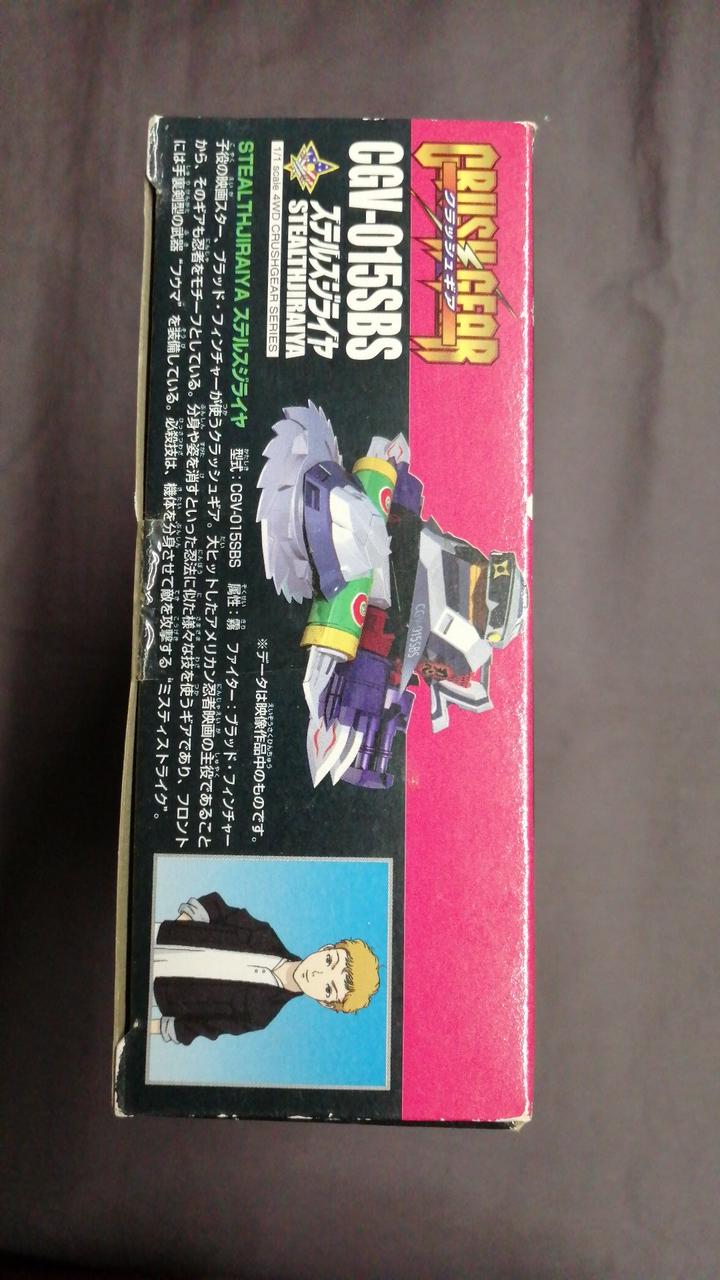 CRUSH GEAR
クラッシュギア
CGV-015SBS
ステルスジライヤ
STEALTHJIRAIYA
1/1 scale 4WD CRUSHGEAR SERIES
CGV-015SBS
※データは映像作品中のものです。
STEALTHJIRAIYA ステルスジライヤ 型式：CGV-015SBS 属性：霧 ファイター：ブラッド・フィンチャー
子役の映画スター、ブラッド・フィンチャーが使うクラッシュギア。大ヒットしたアメリカン忍者映画の主役であること
から、そのギアも忍者をモチーフとしている。分身や姿を消すといった忍法に似た様々な技を使うギアであり、フロント
には手裏剣型の武器“フウマ”を装備している。必殺技は、機体を分身させて敵を攻撃する“ミスティストライク”。